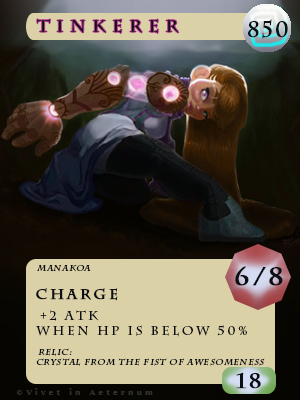 TINKERER
850
MANAKOA
6/8
CHARGE
+2 ATK
WHEN HP IS BELOW 50%
RELIC:
CRYSTAL FROM THE FIST OF AWESOMENESS
18
©Vivet in Aeternum